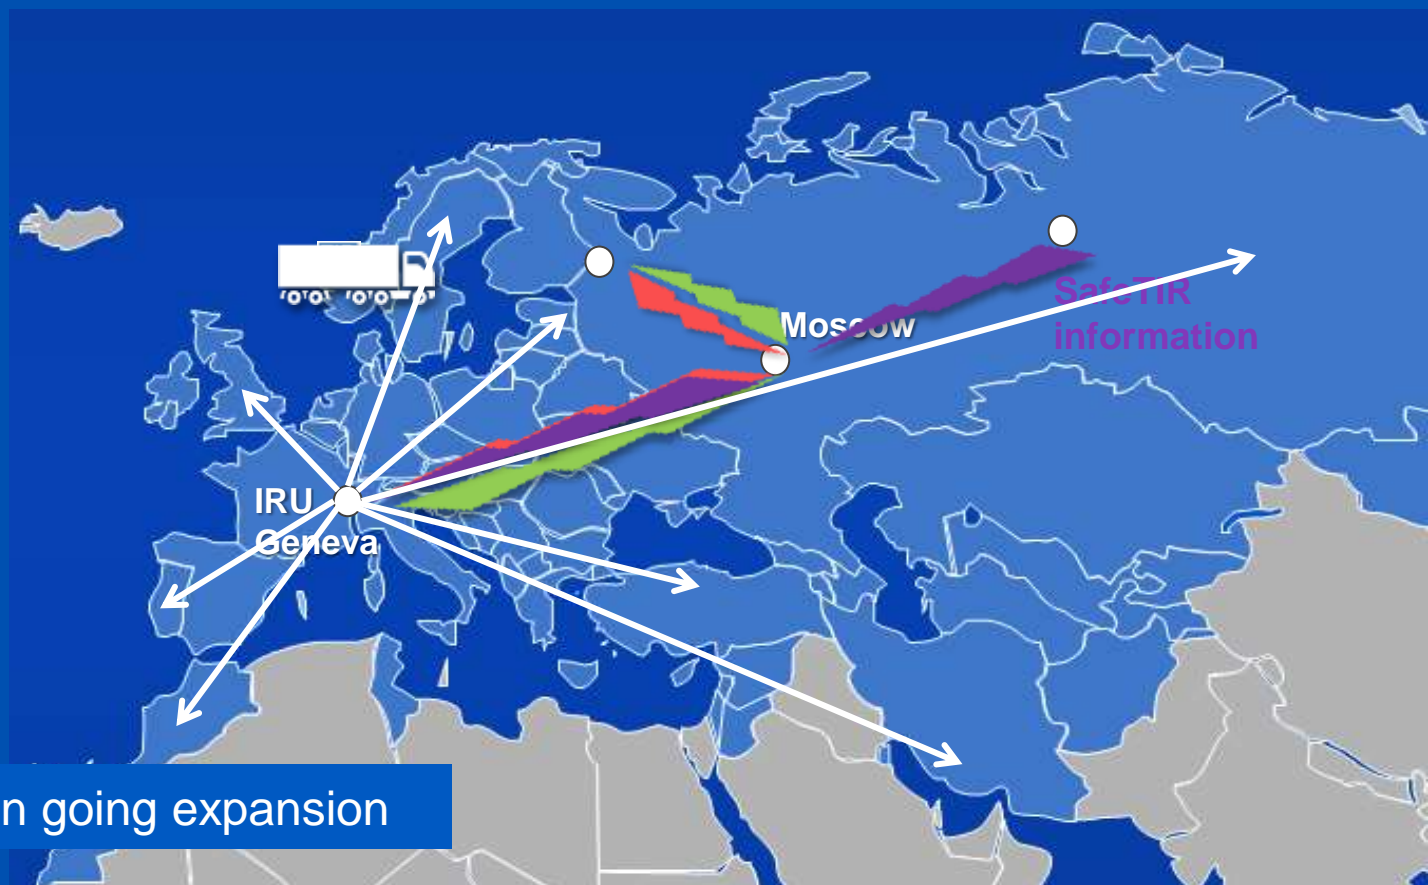 SafeTIR
information
Moscow
IRU
Geneva
n going expansion